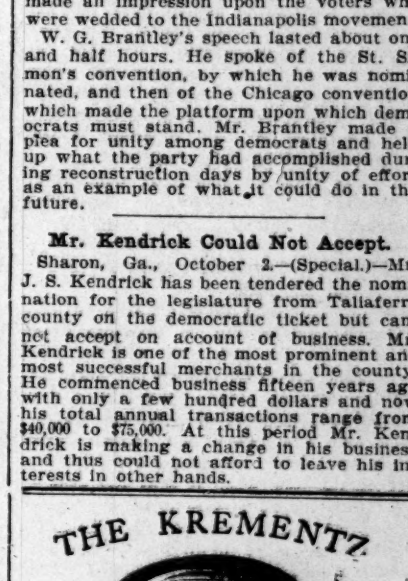 made an impression upon the voters wh
were wedded to the Indianapolis movemen
W. G. Brantley's speech lasted about on
and half hours. He spoke of the St. S
mon's convention, by which he was nomi
nated, and then of the Chicago conventio
which made the platform upon which dem
ocrats must stand. Mr. Brantley made
plea for unity among democrats and hel
up what the party had accomplished dur
ing reconstruction days by unity of effor
as an example of what it could do in th
future.
Mr. Kendrick Could Not Accept.
Sharon, Ga., October 2.—(Special.)—Mr
J. S. Kendrick has been tendered the nom
nation for the legislature from Taliaferr
county on the democratic ticket but can
not accept on account of business. Mr
Kendrick is one of the most prominent an
most successful merchants in the county
He commenced business fifteen years ag
with only a few hundred dollars and now
his total annual transactions range from
$40,000 to $75,000. At this period Mr. Ken
drick is making a change in his busines
and thus could not afford to leave his in
terests in other hands.
THE KREMENTZ